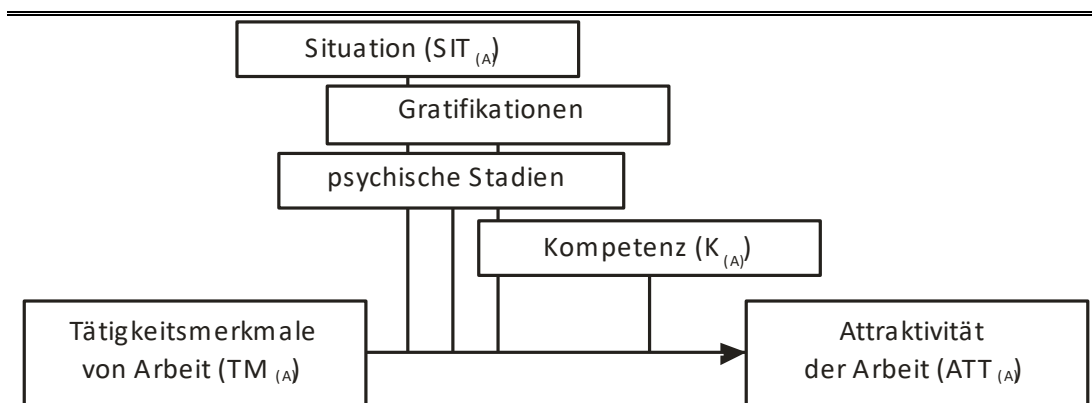 Situation (SIT (A))
Gratifikationen
psychische Stadien
Kompetenz (K (A))
Tätigkeitsmerkmale
von Arbeit (TM (A))
Attraktivität
der Arbeit (ATT (A))